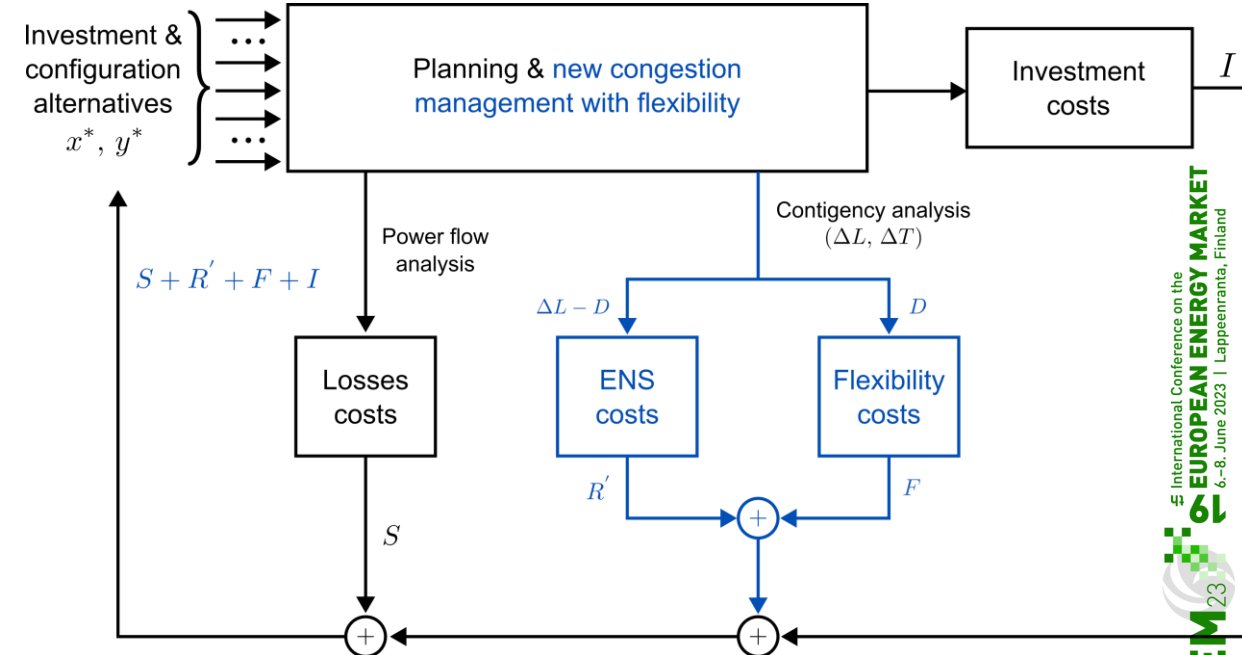 Investment &
configuration
alternatives
x*, y*
...
...
Planning & new congestion
management with flexibility
Investment
costs
I
Power flow
analysis
Contigency analysis
(ΔL, ΔT)
S + R' + F + I
ΔL − D
D
Losses
costs
ENS
costs
Flexibility
costs
R'
F
S
+
+
+
International Conference on the
EUROPEAN ENERGY MARKET
6.–8. June 2023 | Lappeenranta, Finland
19
M 23